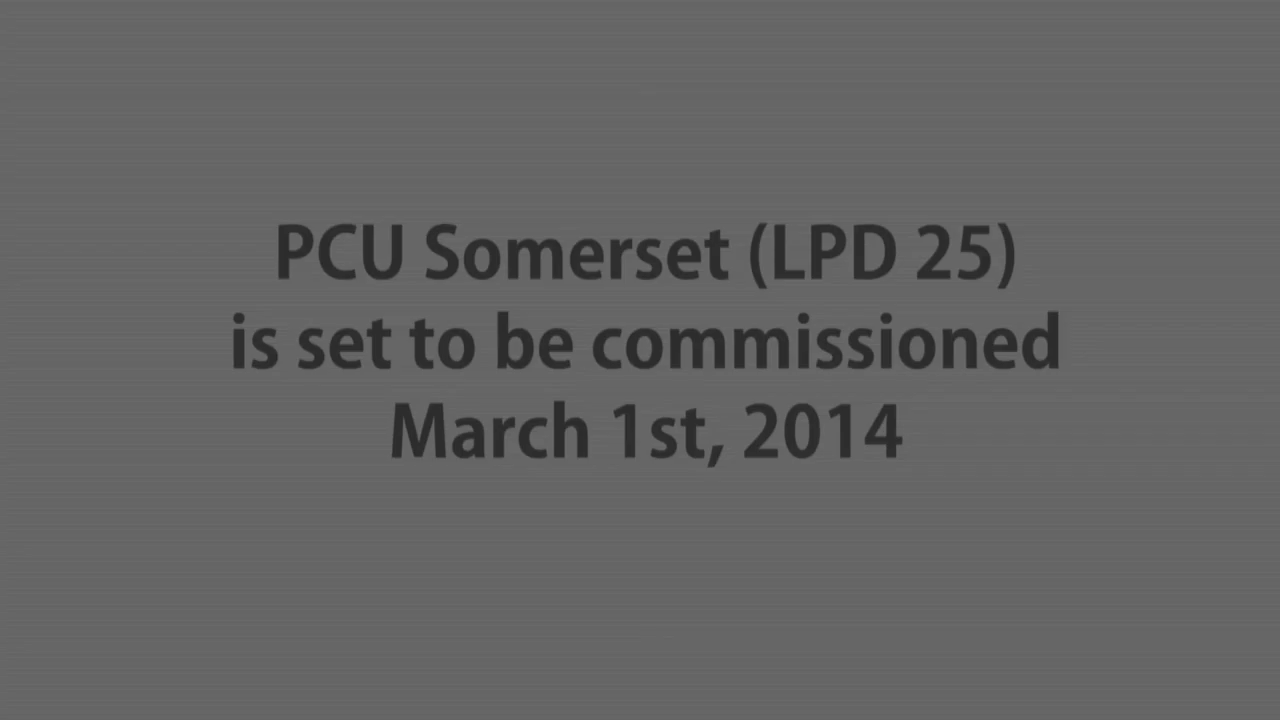 PCU Somerset (LPD 25)
is set to be commissioned
March 1st, 2014